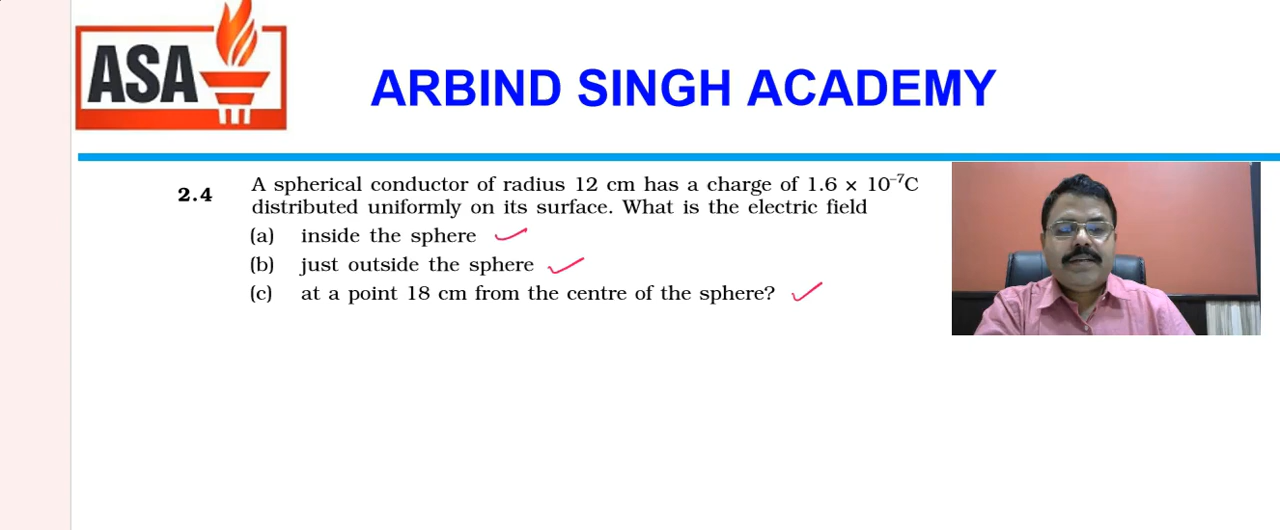 ASA
ARBIND SINGH ACADEMY
2.4 A spherical conductor of radius 12 cm has a charge of 1.6 × 10⁻⁷C
distributed uniformly on its surface. What is the electric field
(a) inside the sphere
(b) just outside the sphere
(c) at a point 18 cm from the centre of the sphere?